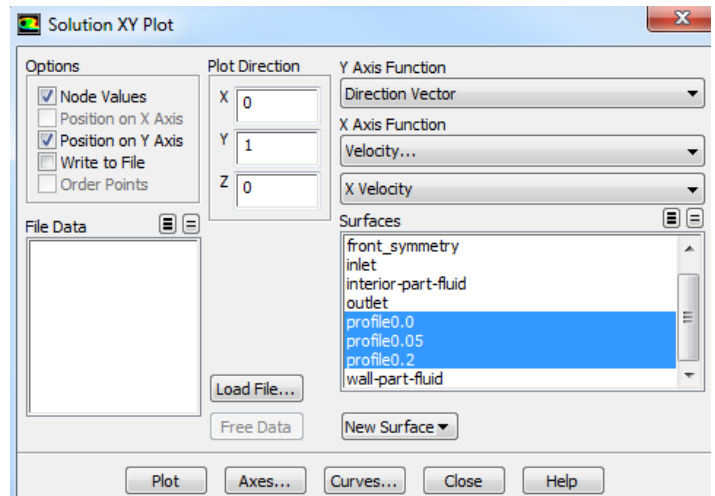 Solution XY Plot
Options
Node Values
Position on X Axis
Position on Y Axis
Write to File
Order Points
Plot Direction
X 0
Y 1
Z 0
Y Axis Function
Direction Vector
X Axis Function
Velocity...
X Velocity
File Data
Surfaces
front_symmetry
inlet
interior-part-fluid
outlet
profile0.0
profile0.05
profile0.2
wall-part-fluid
Load File...
Free Data
New Surface
Plot Axes... Curves... Close Help